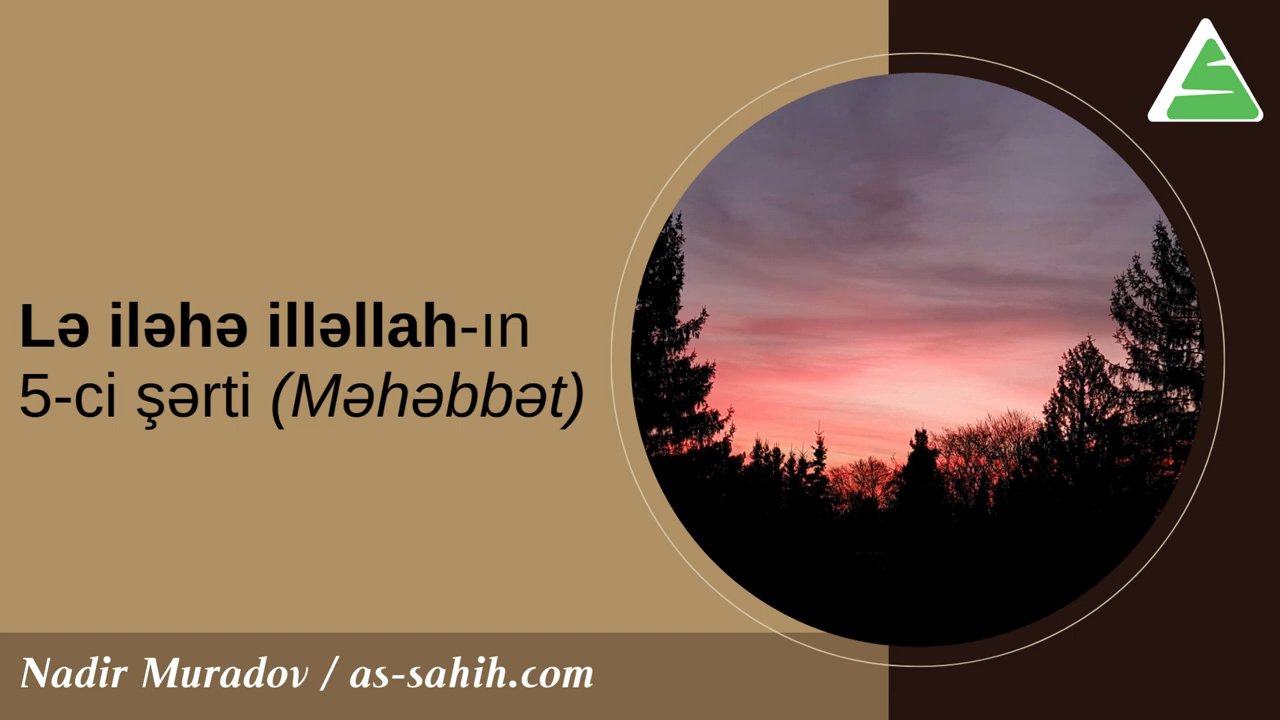 Lə iləhə illəllah-ın
5-ci şərti (Məhəbbət)
Nadir Muradov / as-sahih.com